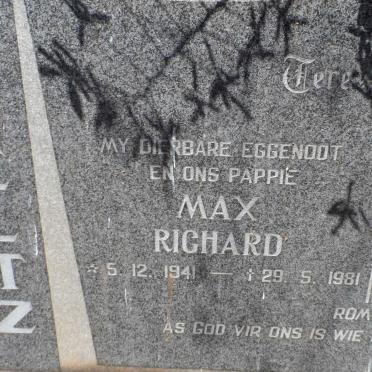 MY DIERBARE EGGENOOT
EN ONS PAPPIE
MAX
RICHARD
* 5. 12. 1941 — † 29. 5. 1981
ROM
AS GOD VIR ONS IS WIE